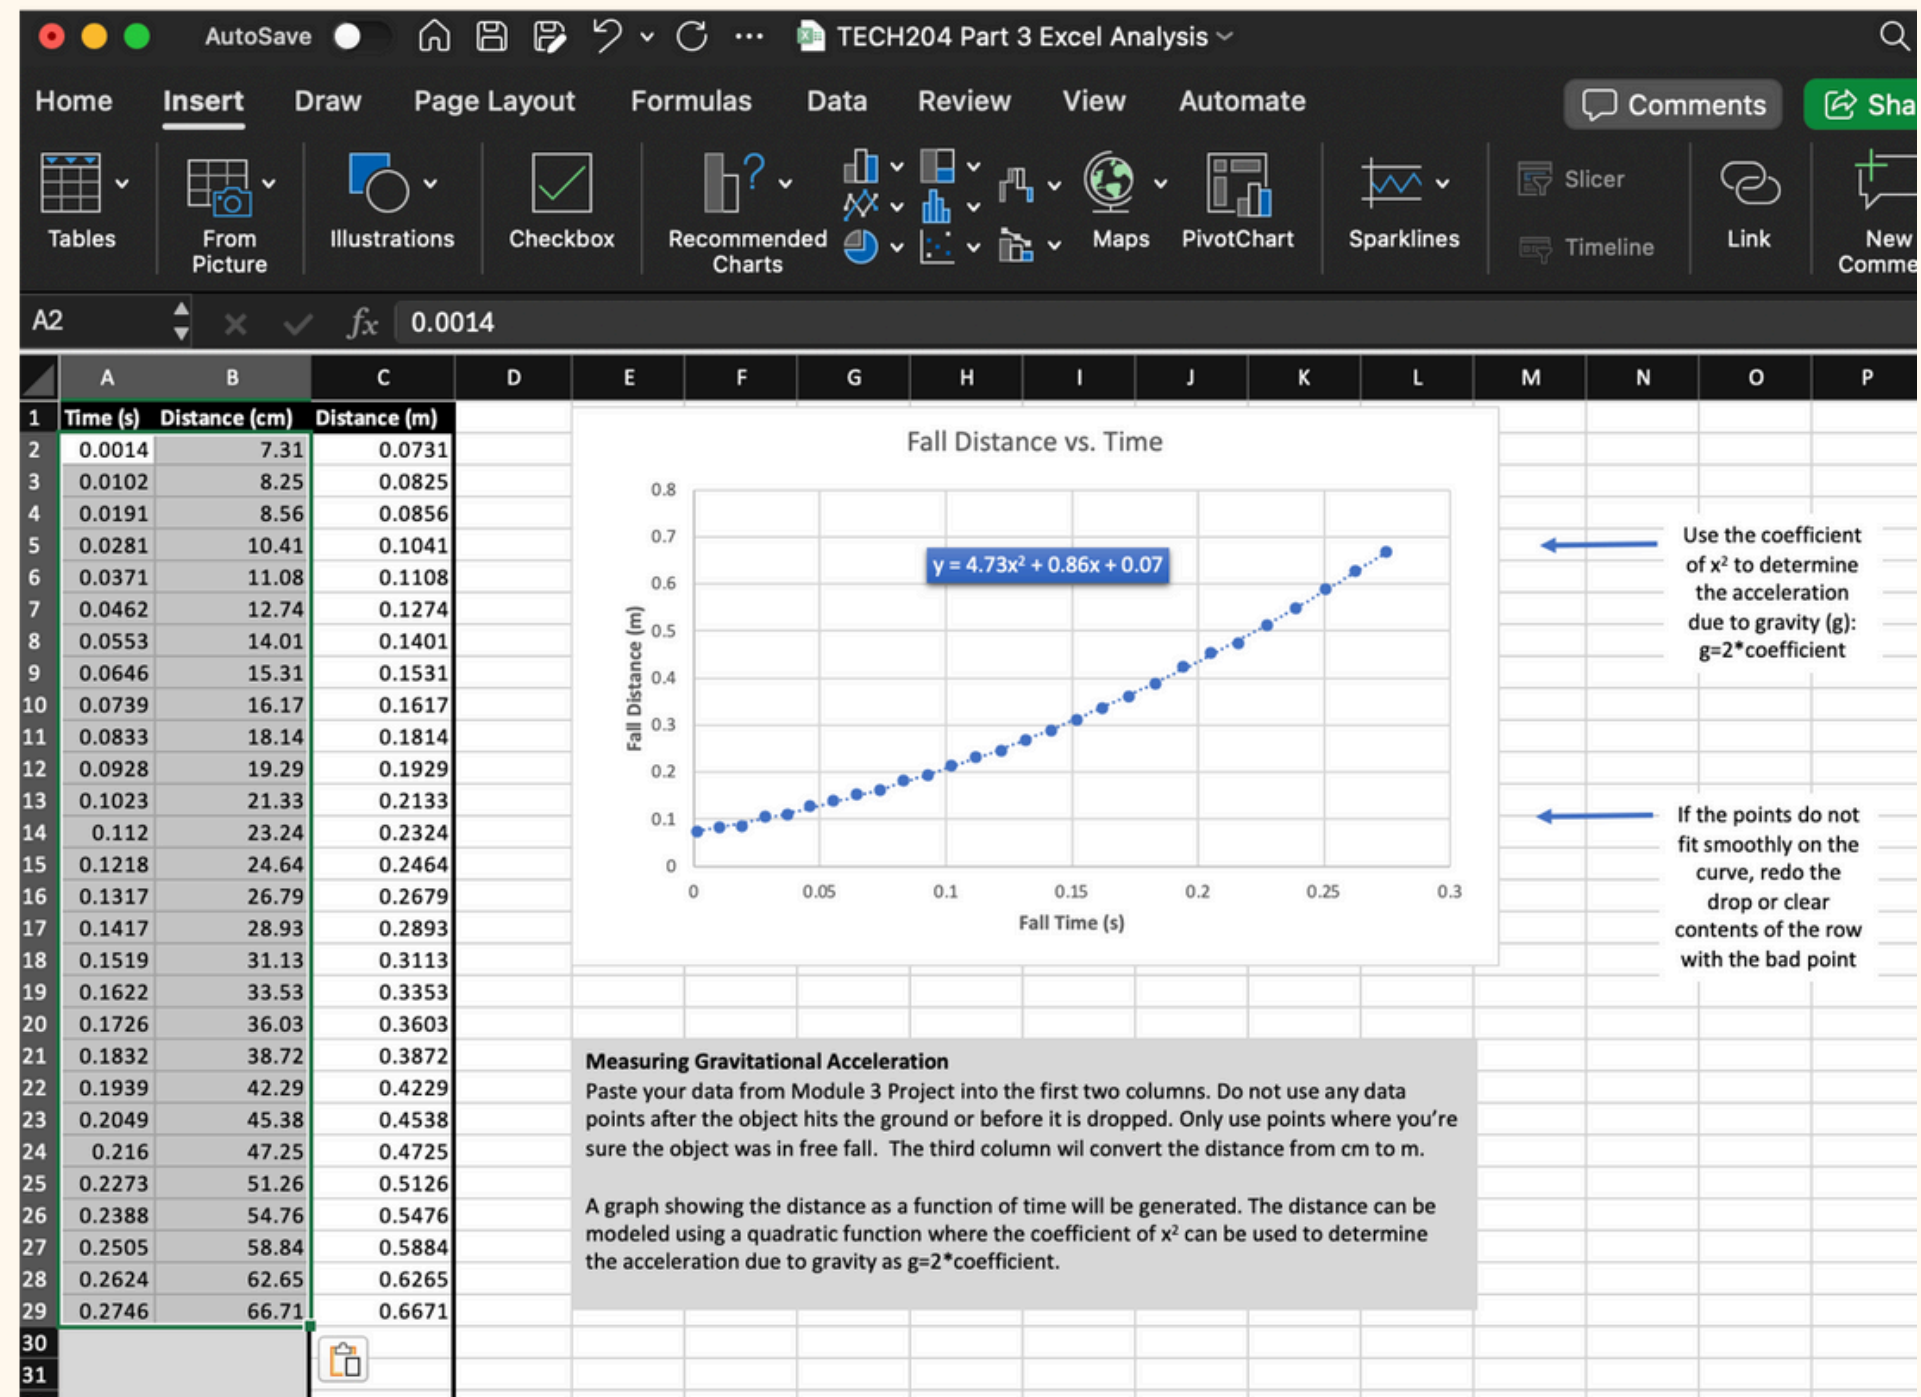 AutoSave
TECH204 Part 3 Excel Analysis
Home Insert Draw Page Layout Formulas Data Review View Automate Comments Sha
Tables
From
Picture
Illustrations
Checkbox
Recommended
Charts
Maps
PivotChart
Sparklines
Slicer
Timeline
Link
New
Comme
A2 fx 0.0014
A B C D E F G H I J K L M N O P
1 Time (s) Distance (cm) Distance (m)
2 0.0014 7.31 0.0731
3 0.0102 8.25 0.0825
4 0.0191 8.56 0.0856
5 0.0281 10.41 0.1041
6 0.0371 11.08 0.1108
7 0.0462 12.74 0.1274
8 0.0553 14.01 0.1401
9 0.0646 15.31 0.1531
10 0.0739 16.17 0.1617
11 0.0833 18.14 0.1814
12 0.0928 19.29 0.1929
13 0.1023 21.33 0.2133
14 0.112 23.24 0.2324
15 0.1218 24.64 0.2464
16 0.1317 26.79 0.2679
17 0.1417 28.93 0.2893
18 0.1519 31.13 0.3113
19 0.1622 33.53 0.3353
20 0.1726 36.03 0.3603
21 0.1832 38.72 0.3872
22 0.1939 42.29 0.4229
23 0.2049 45.38 0.4538
24 0.216 47.25 0.4725
25 0.2273 51.26 0.5126
26 0.2388 54.76 0.5476
27 0.2505 58.84 0.5884
28 0.2624 62.65 0.6265
29 0.2746 66.71 0.6671
30
31
Fall Distance vs. Time
y = 4.73x² + 0.86x + 0.07
Fall Distance (m)
0.8
0.7
0.6
0.5
0.4
0.3
0.2
0.1
0
0 0.05 0.1 0.15 0.2 0.25 0.3
Fall Time (s)
Use the coefficient
of x² to determine
the acceleration
due to gravity (g):
g=2*coefficient
If the points do not
fit smoothly on the
curve, redo the
drop or clear
contents of the row
with the bad point
Measuring Gravitational Acceleration
Paste your data from Module 3 Project into the first two columns. Do not use any data
points after the object hits the ground or before it is dropped. Only use points where you're
sure the object was in free fall. The third column wil convert the distance from cm to m.
A graph showing the distance as a function of time will be generated. The distance can be
modeled using a quadratic function where the coefficient of x² can be used to determine
the acceleration due to gravity as g=2*coefficient.